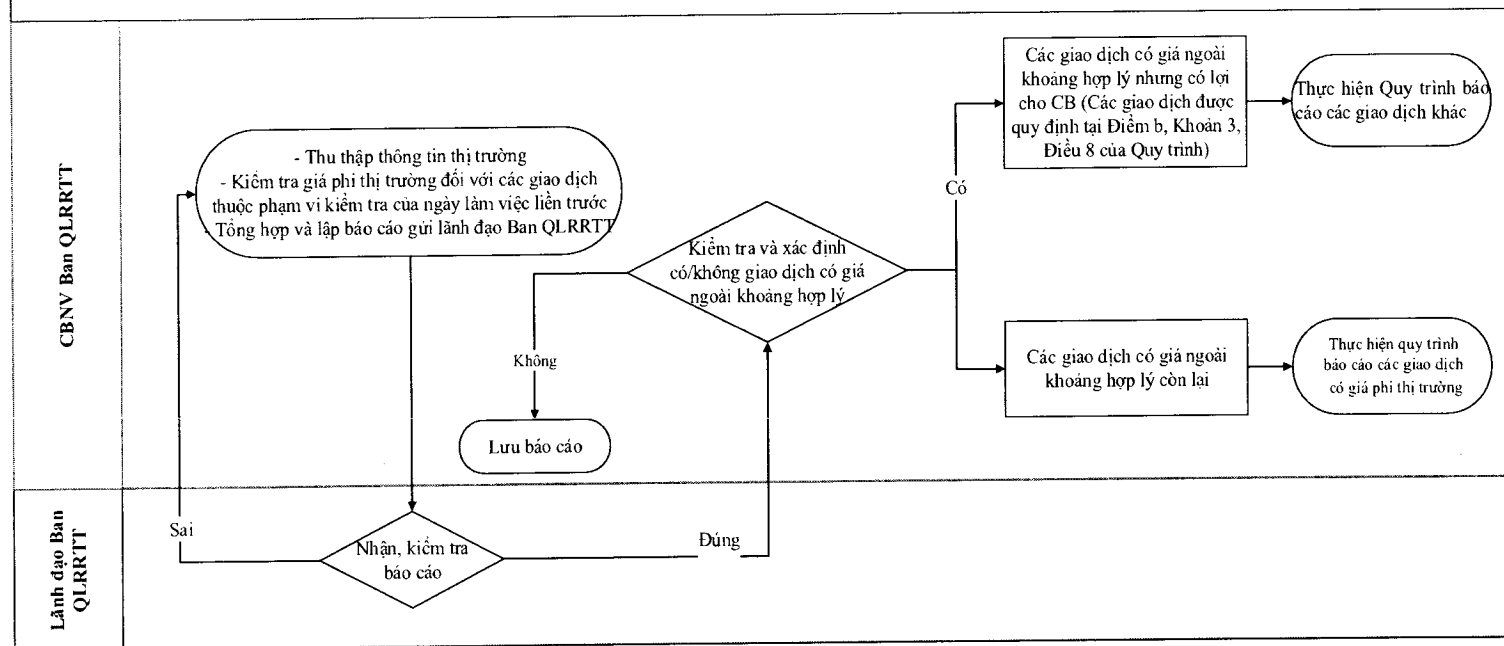 CBNV Ban QLRRTT
- Thu thập thông tin thị trường
- Kiểm tra giá phi thị trường đối với các giao dịch
thuộc phạm vi kiểm tra của ngày làm việc liền trước
- Tổng hợp và lập báo cáo gửi lãnh đạo Ban QLRRTT
Kiểm tra và xác định
có/không giao dịch có giá
ngoài khoảng hợp lý
Không
Lưu báo cáo
Có
Các giao dịch có giá ngoài
khoảng hợp lý nhưng có lợi
cho CB (Các giao dịch được
quy định tại Điểm b, Khoản 3,
Điều 8 của Quy trình)
Thực hiện Quy trình báo
cáo các giao dịch khác
Các giao dịch có giá ngoài
khoảng hợp lý còn lại
Thực hiện quy trình
báo cáo các giao dịch
có giá phi thị trường
Lãnh đạo Ban
QLRRTT
Sai
Nhận, kiểm tra
báo cáo
Đúng